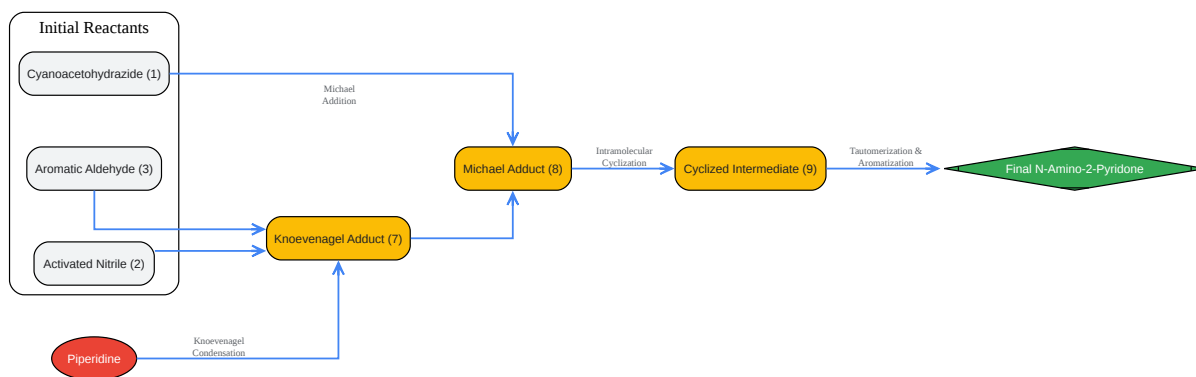 Initial Reactants
Cyanoacetohydrazide (1)
Michael
Addition
Aromatic Aldehyde (3)
Michael Adduct (8)
Intramolecular
Cyclization
Cyclized Intermediate (9)
Tautomerization &
Aromatization
Final N-Amino-2-Pyridone
Knoevenagel Adduct (7)
Activated Nitrile (2)
Piperidine
Knoevenagel
Condensation